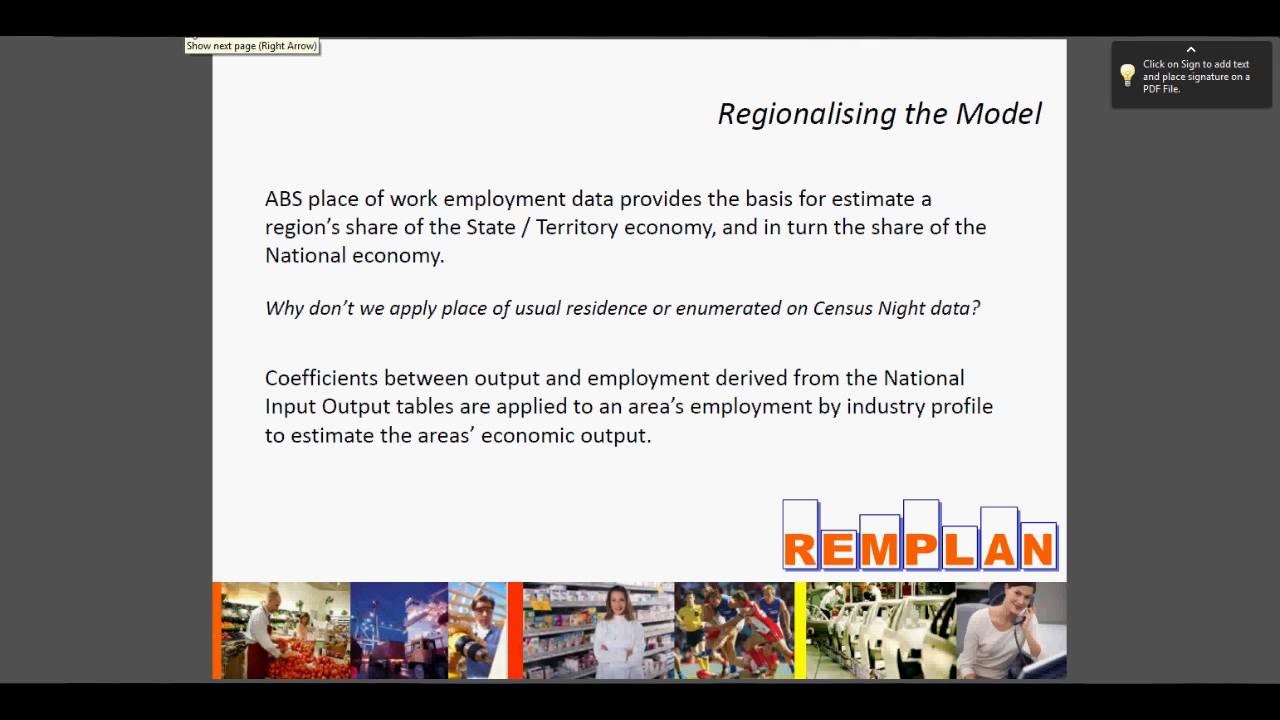 Show next page (Right Arrow)
Click on Sign to add text
and place signature on a
PDF File.
Regionalising the Model
ABS place of work employment data provides the basis for estimate a
region's share of the State / Territory economy, and in turn the share of the
National economy.
Why don't we apply place of usual residence or enumerated on Census Night data?
Coefficients between output and employment derived from the National
Input Output tables are applied to an area's employment by industry profile
to estimate the areas' economic output.
REMPLAN